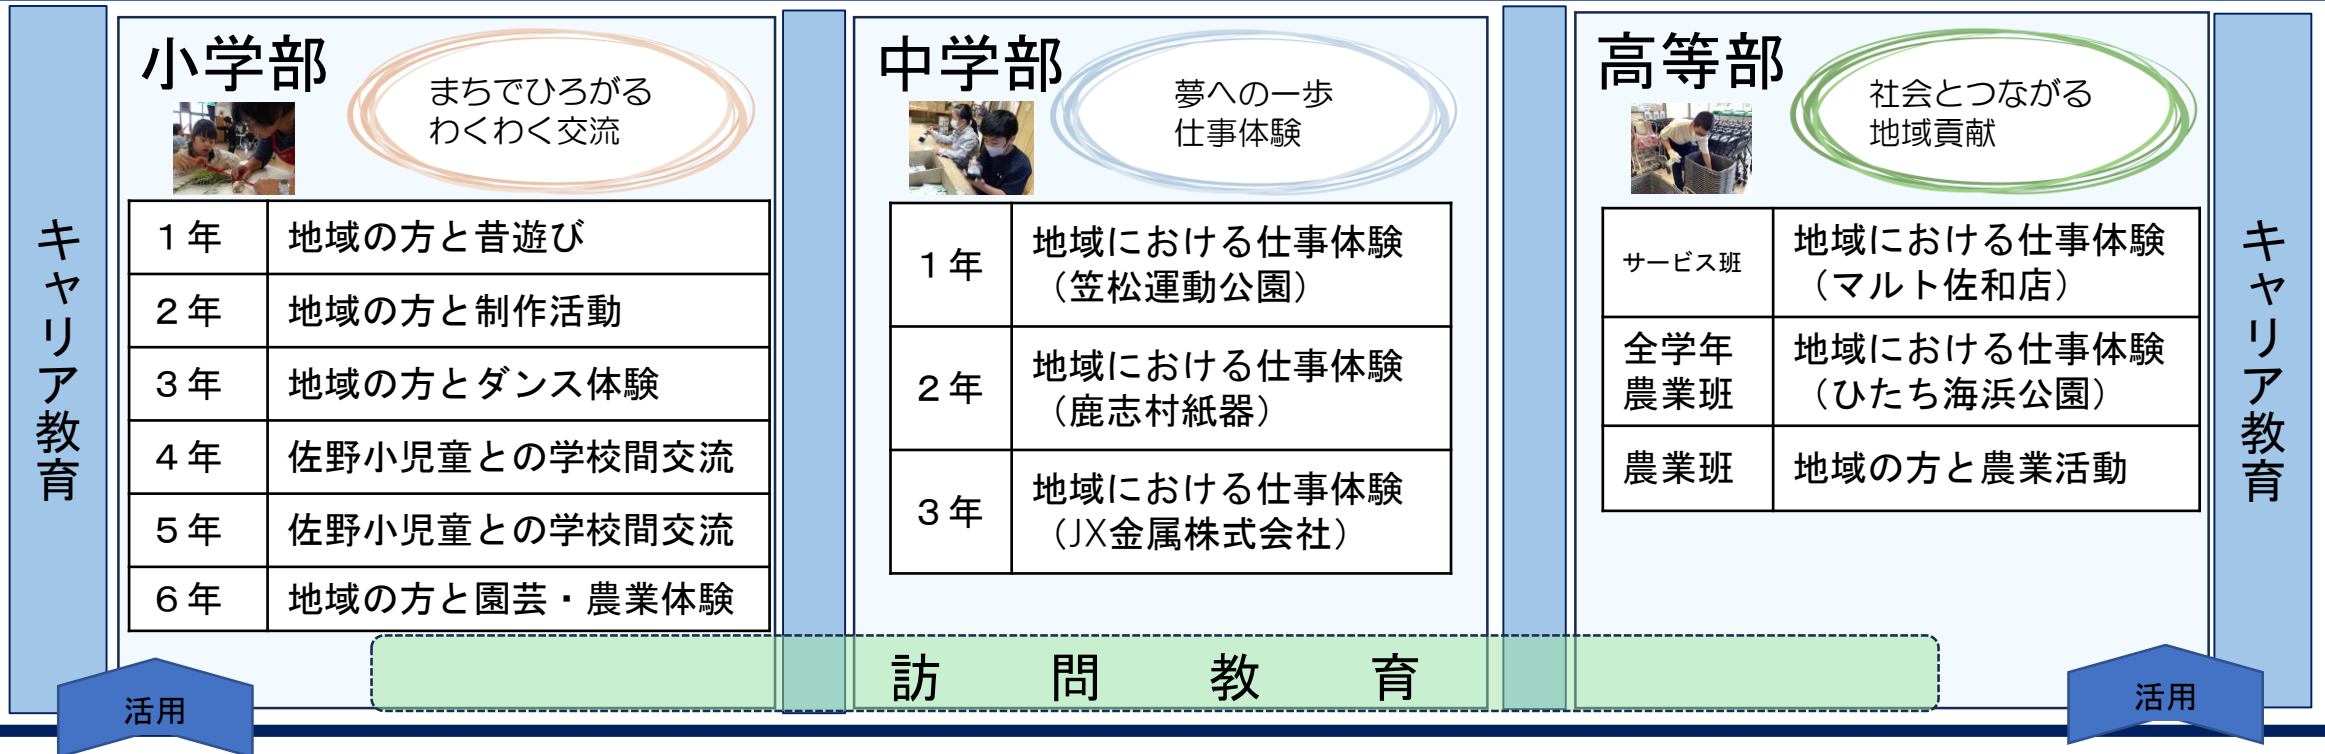 キャリア教育
小学部
まちでひろがる
わくわく交流
１年 地域の方と昔遊び
２年 地域の方と制作活動
３年 地域の方とダンス体験
４年 佐野小児童との学校間交流
５年 佐野小児童との学校間交流
６年 地域の方と園芸・農業体験
中学部
夢への一歩
仕事体験
１年 地域における仕事体験
（笠松運動公園）
２年 地域における仕事体験
（鹿志村紙器）
３年 地域における仕事体験
（JX金属株式会社）
高等部
社会とつながる
地域貢献
サービス班 地域における仕事体験
（マルト佐和店）
全学年 地域における仕事体験
農業班 （ひたち海浜公園）
農業班 地域の方と農業活動
キャリア教育
訪問教育
活用
活用